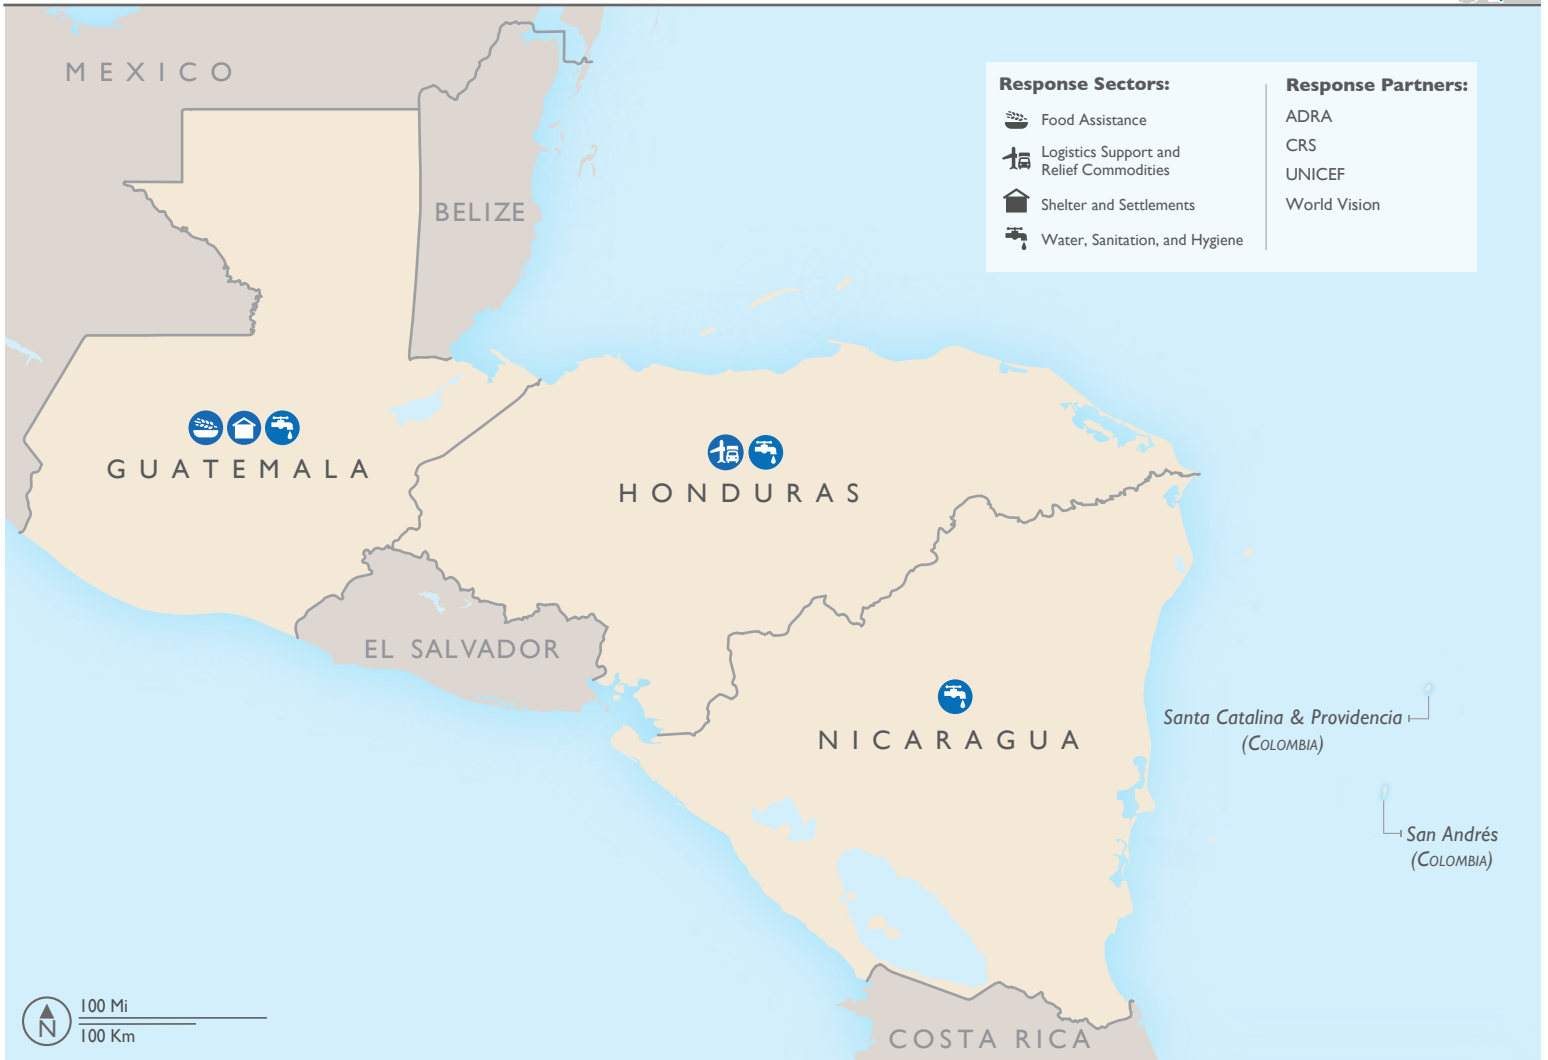 MEXICO
Response Sectors:
Food Assistance
Logistics Support and
Relief Commodities
Shelter and Settlements
Water, Sanitation, and Hygiene
Response Partners:
ADRA
CRS
UNICEF
World Vision
BELIZE
GUATEMALA
HONDURAS
EL SALVADOR
NICARAGUA
Santa Catalina & Providencia
(COLOMBIA)
San Andrés
(COLOMBIA)
N
100 Mi
100 Km
COSTA RICA